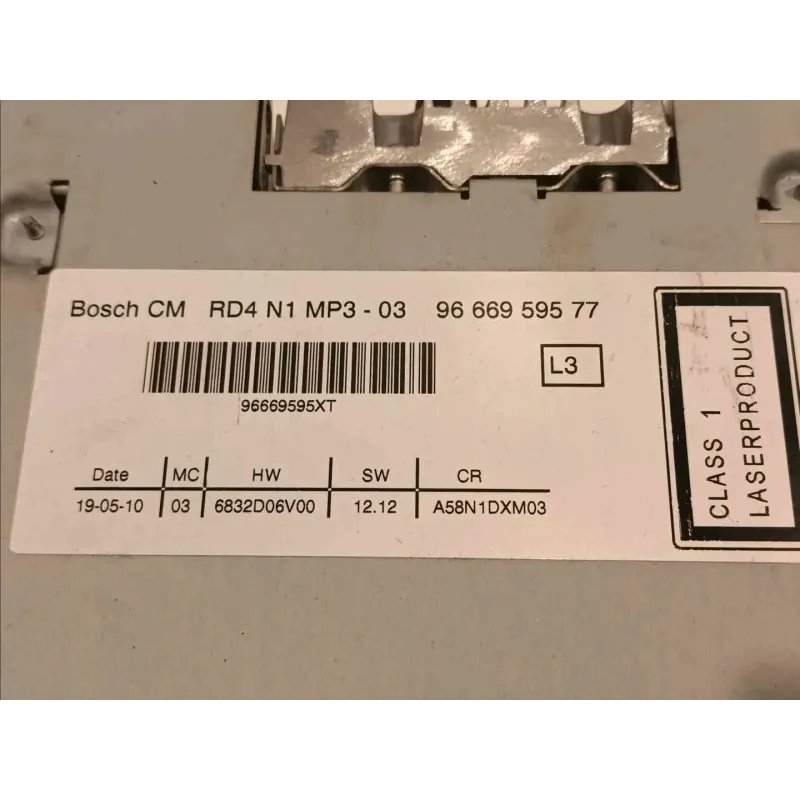 Bosch CM RD4 N1 MP3 - 03 96 669 595 77
L3
96669595XT
Date MC HW SW CR
19-05-10 03 6832D06V00 12.12 A58N1DXM03
CLASS 1
LASERPRODUCT